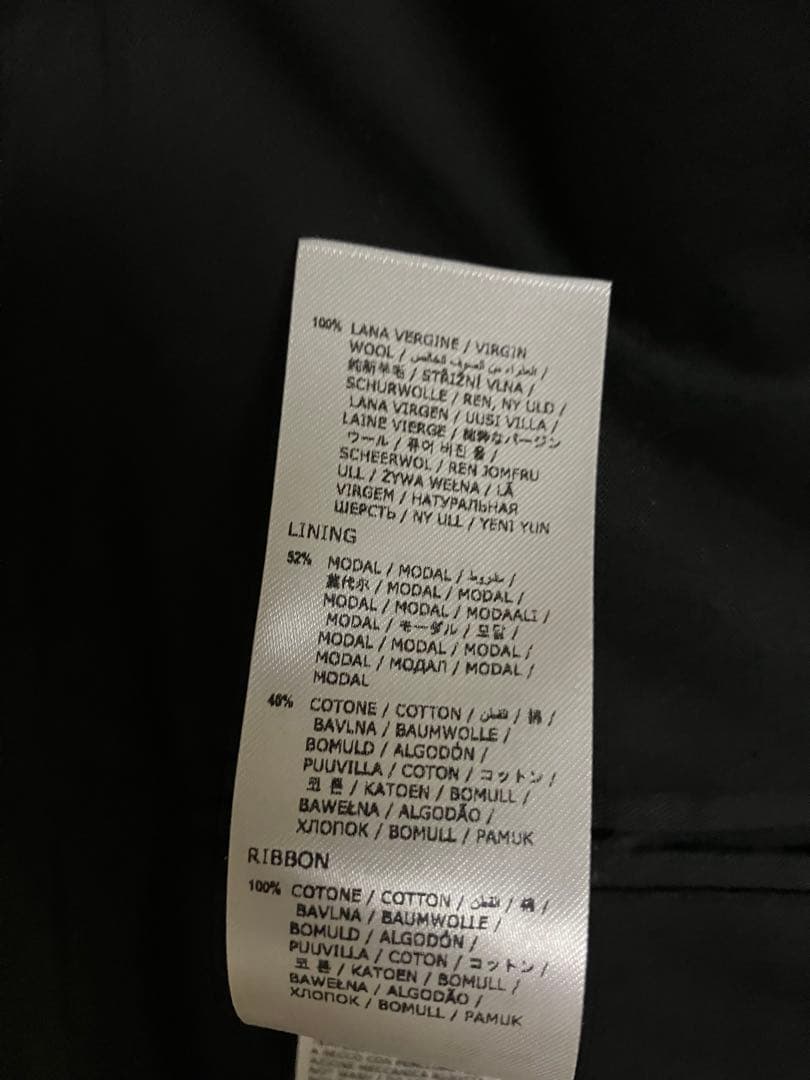 100% LANA VERGINE / VIRGIN
WOOL / العذراء من الصوف الخالص /
純新羊毛 / STŘIŽNÍ VLNA /
SCHURWOLLE / REN, NY ULD /
LANA VIRGEN / UUSI VILLA /
LAINE VIERGE / 純粋なバージン
ウール / 퓨어 버진 울 /
SCHEERWOL / REN JOMFRU
ULL / ŻYWA WEŁNA / LÃ
VIRGEM / НАТУРАЛЬНАЯ
ШЕРСТЬ / NY ULL / YENI YUN
LINING
52% MODAL / MODAL / /
莫代尔 / MODAL / MODAL /
MODAL / MODAL / MODAALI /
MODAL / モーダル / 모달 /
MODAL / MODAL / MODAL /
MODAL / МОДАЛ / MODAL /
MODAL
48% COTONE / COTTON / القطن / 棉 /
BAVLNA / BAUMWOLLE /
BOMULD / ALGODÓN /
PUUVILLA / COTON / コットン /
코 튼 / KATOEN / BOMULL /
BAWEŁNA / ALGODÃO /
ХЛОПОК / BOMULL / PAMUK
RIBBON
100% COTONE / COTTON / القطن / 棉 /
BAVLNA / BAUMWOLLE /
BOMULD / ALGODÓN /
PUUVILLA / COTON / コットン /
코 튼 / KATOEN / BOMULL /
BAWEŁNA / ALGODÃO /
ХЛОПОК / BOMULL / PAMUK